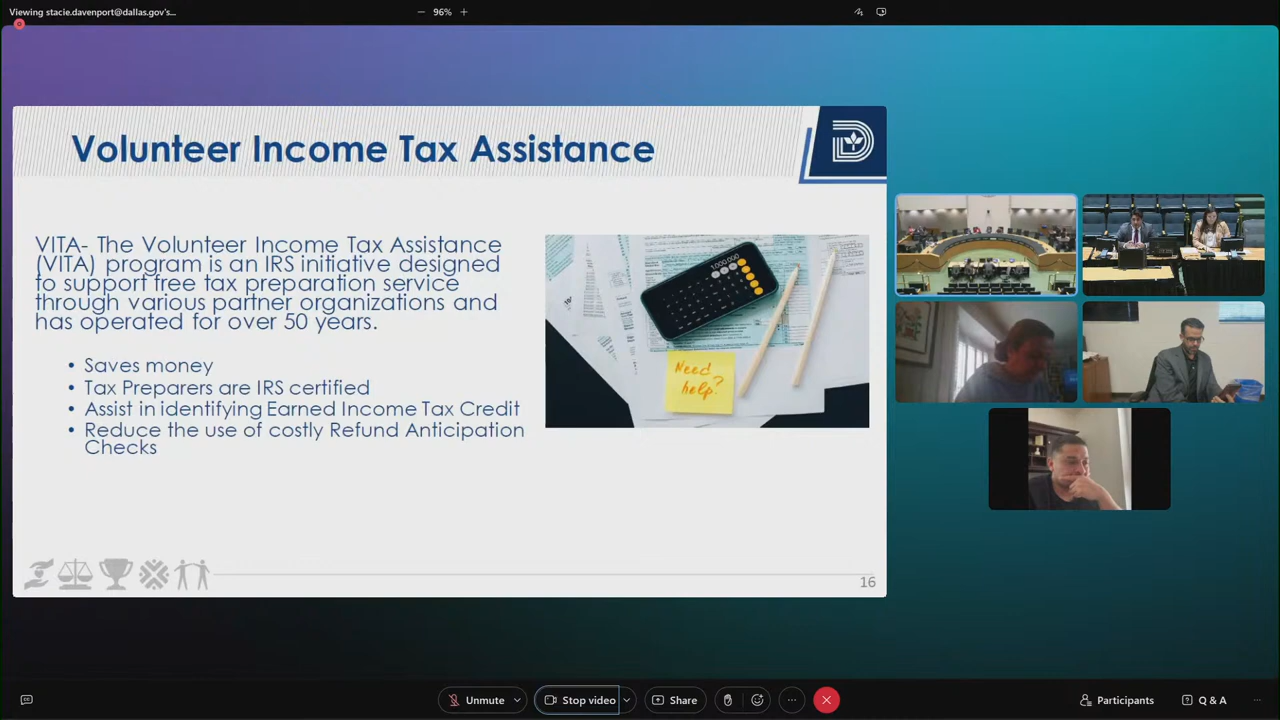 Viewing stacie.davenport@dallas.gov's...
96%
Volunteer Income Tax Assistance
VITA- The Volunteer Income Tax Assistance
(VITA) program is an IRS initiative designed
to support free tax preparation service
through various partner organizations and
has operated for over 50 years.
• Saves money
• Tax Preparers are IRS certified
• Assist in identifying Earned Income Tax Credit
• Reduce the use of costly Refund Anticipation
Checks
1,000,000
Need
help?
16
Unmute
Stop video
Share
Participants
Q & A